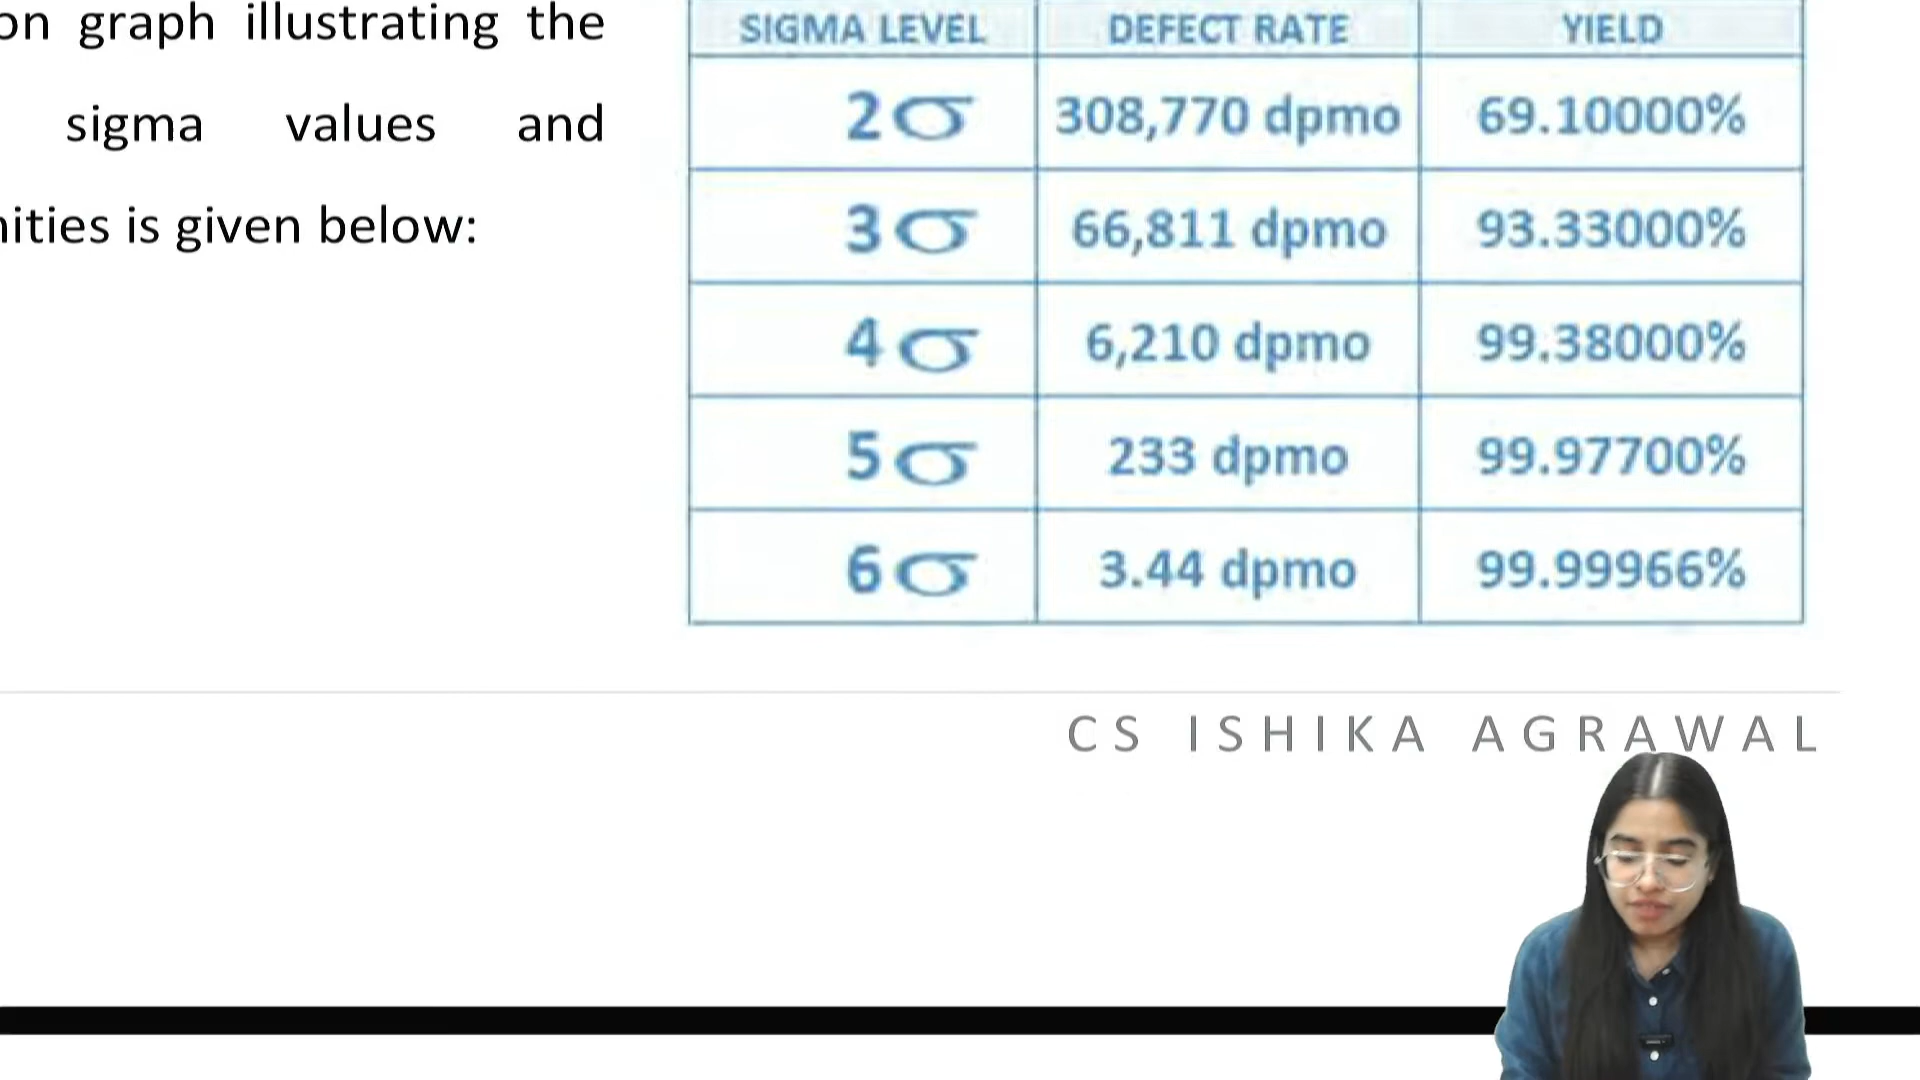 on graph illustrating the
sigma values and
is given below:
SIGMA LEVEL DEFECT RATE YIELD
2σ 308,770 dpmo 69.10000%
3σ 66,811 dpmo 93.33000%
4σ 6,210 dpmo 99.38000%
5σ 233 dpmo 99.97700%
6σ 3.44 dpmo 99.99966%
CS ISHIKA AGRAWAL